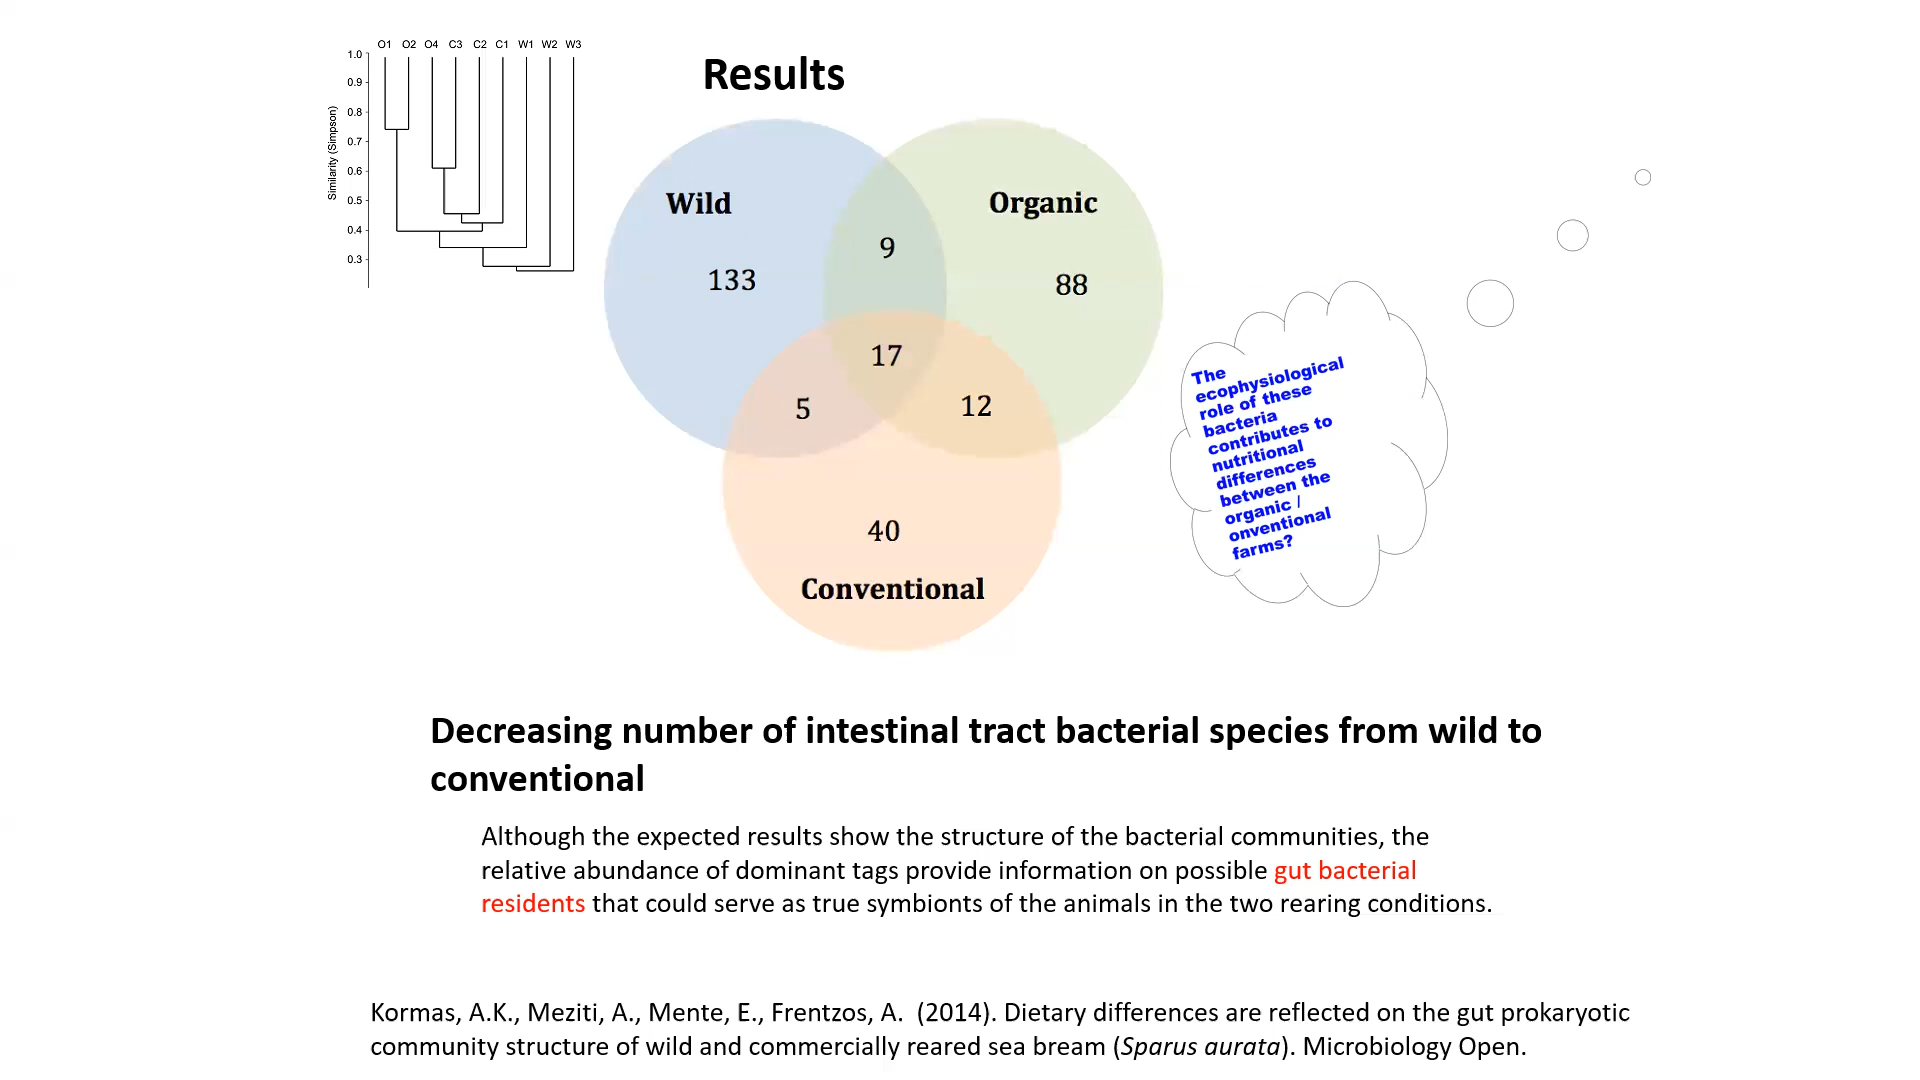 O1 O2 O4 C3 C2 C1 W1 W2 W3
1.0
0.9
0.8
0.7
0.6
0.5
0.4
0.3
Similarity (Simpson)
Results
Wild
Organic
9
133
88
17
5
12
40
Conventional
The
ecophysiological
role of these
bacteria
contributes to
nutritional
differences
between the
organic /
onventional
farms?
Decreasing number of intestinal tract bacterial species from wild to
conventional
Although the expected results show the structure of the bacterial communities, the
relative abundance of dominant tags provide information on possible gut bacterial
residents that could serve as true symbionts of the animals in the two rearing conditions.
Kormas, A.K., Meziti, A., Mente, E., Frentzos, A. (2014). Dietary differences are reflected on the gut prokaryotic
community structure of wild and commercially reared sea bream (Sparus aurata). Microbiology Open.